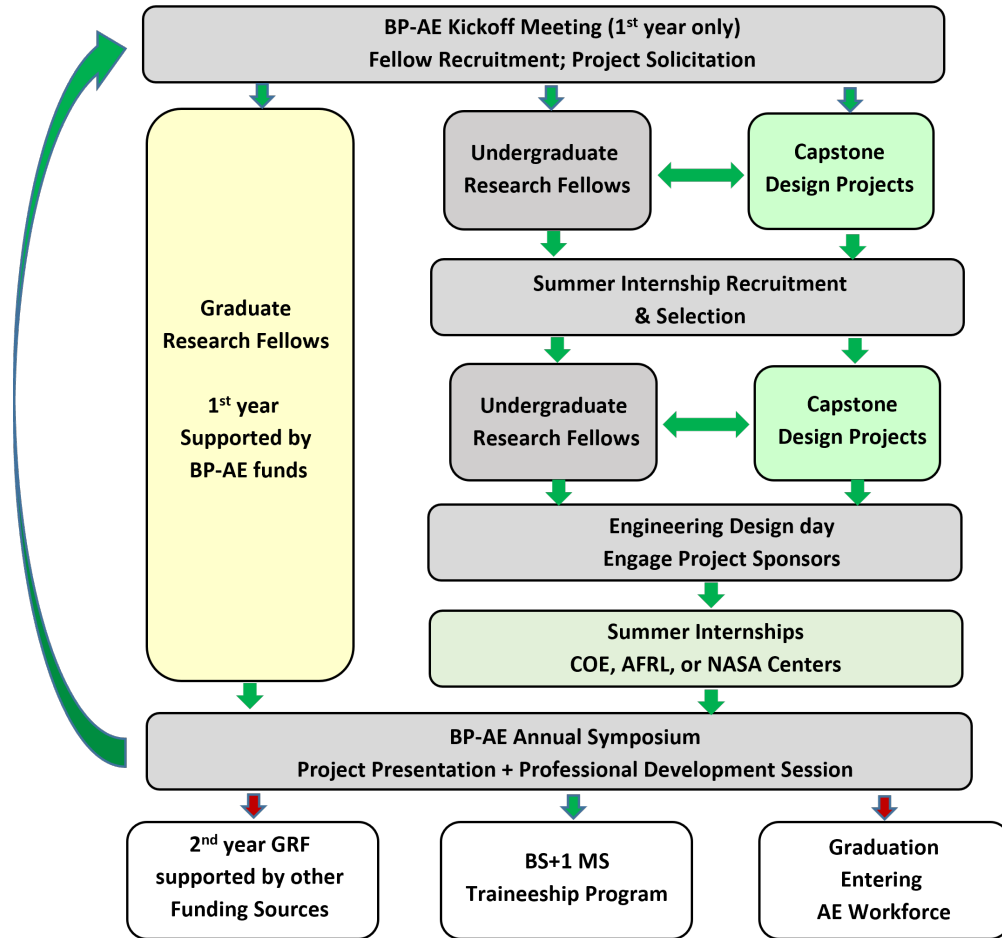 BP-AE Kickoff Meeting (1st year only)
Fellow Recruitment; Project Solicitation
Undergraduate
Research Fellows
Capstone
Design Projects
Summer Internship Recruitment
& Selection
Graduate
Research Fellows
1st year
Supported by
BP-AE funds
Undergraduate
Research Fellows
Capstone
Design Projects
Engineering Design day
Engage Project Sponsors
Summer Internships
COE, AFRL, or NASA Centers
BP-AE Annual Symposium
Project Presentation + Professional Development Session
2nd year GRF
supported by other
Funding Sources
BS+1 MS
Traineeship Program
Graduation
Entering
AE Workforce